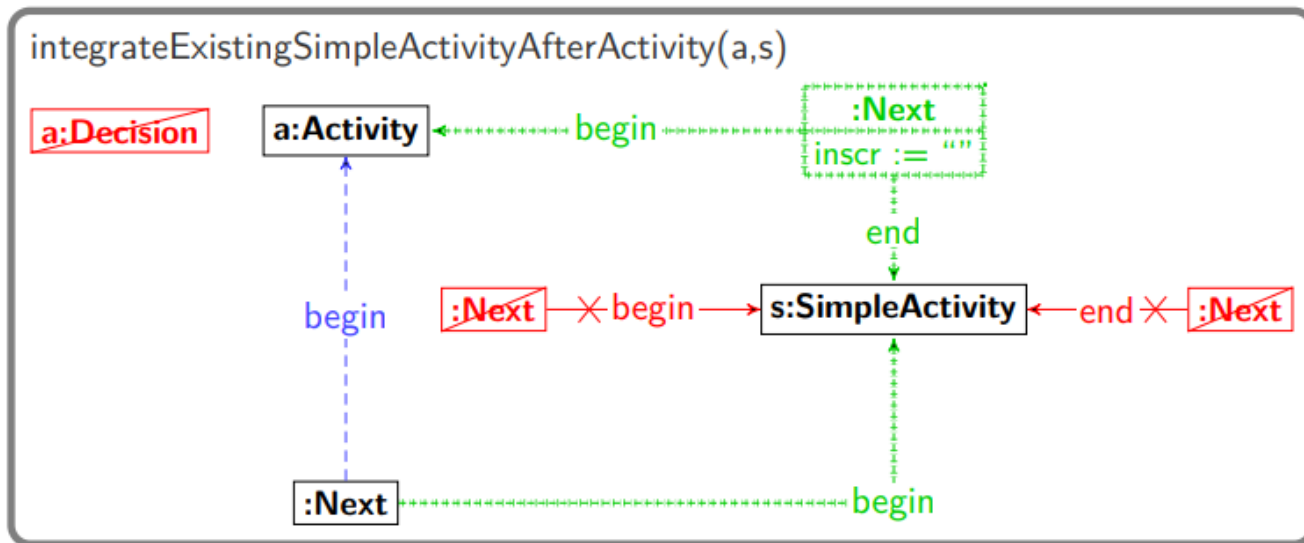 integrateExistingSimpleActivityAfterActivity(a,s)
a:Decision
a:Activity
begin
:Next
inscr := “”
end
begin
:Next
begin
s:SimpleActivity
end
:Next
:Next
begin